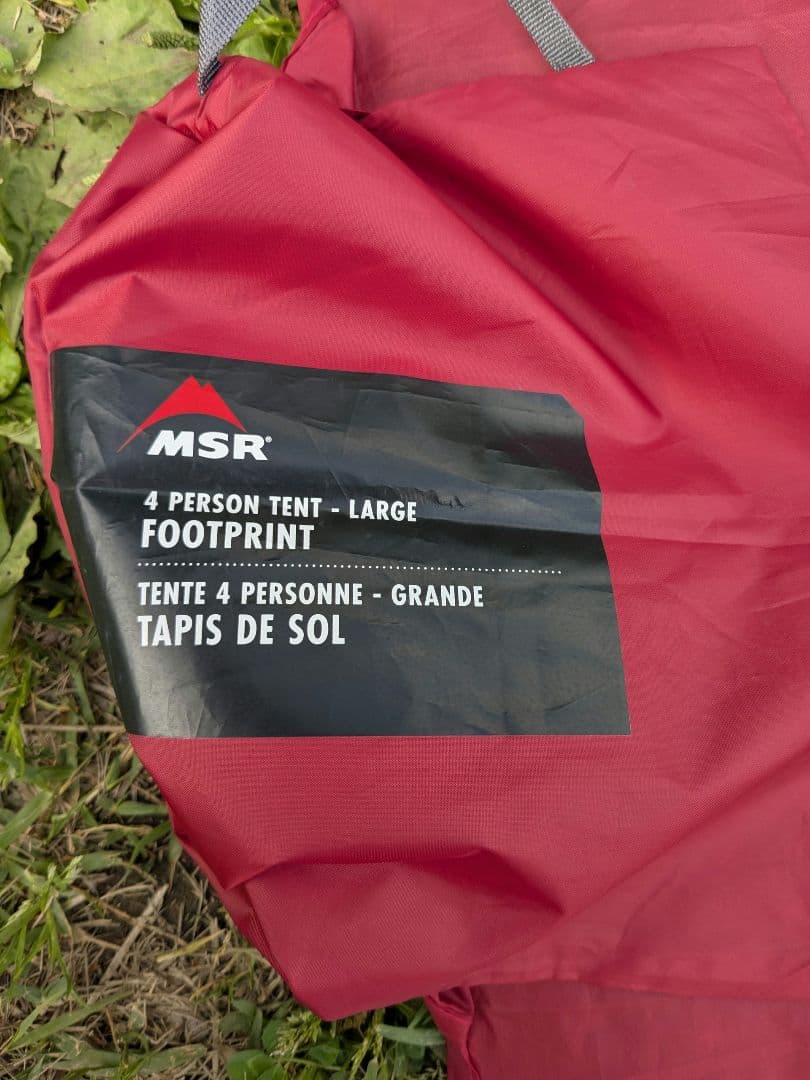 MSR®
4 PERSON TENT - LARGE
FOOTPRINT
TENTE 4 PERSONNE - GRANDE
TAPIS DE SOL